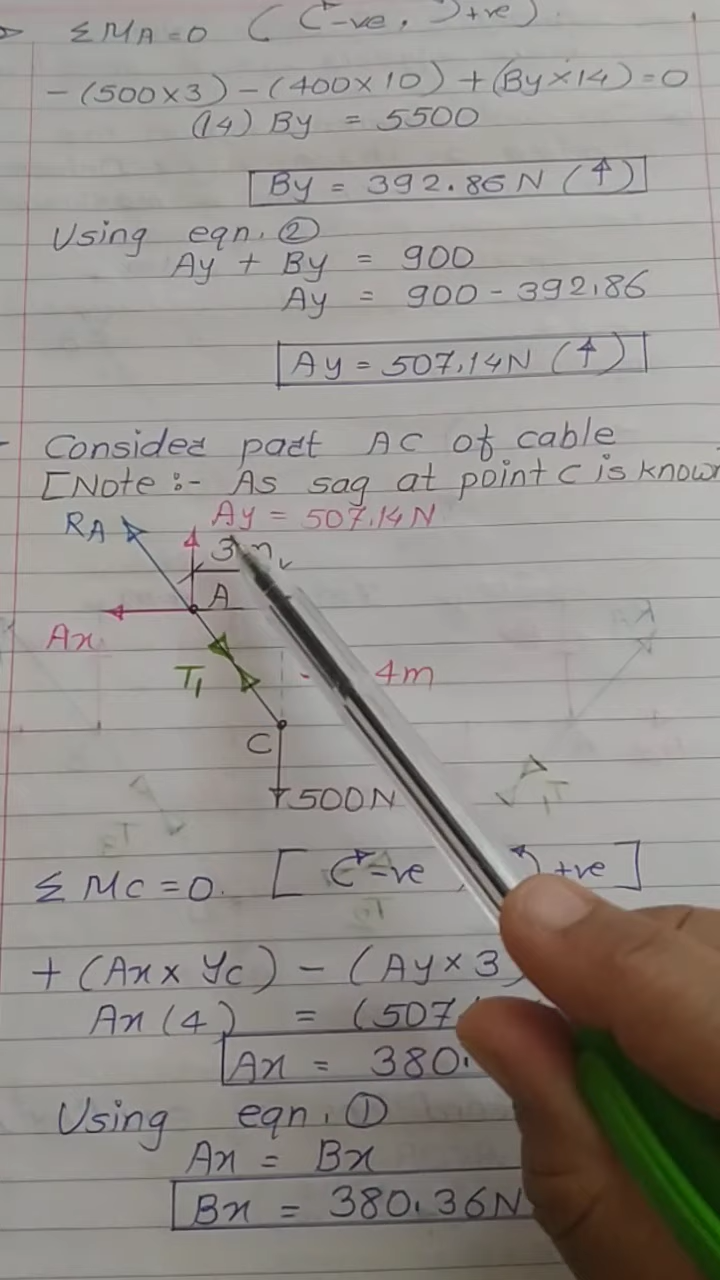 ΣMA=0 ( -ve, +ve)
-(500×3)-(400×10)+(By×14)=0
(14) By = 5500
By = 392.86 N (↑)
Using eqn. ②
Ay + By = 900
Ay = 900-392.86
Ay = 507.14N (↑)
Consider part AC of cable
[Note :- As sag at point C is know
RA
Ay = 507.14N
3m
A
Ax
T1
4m
C
500N
ΣMc=0. [ -ve , +ve]
+ (Ax × Yc) - (Ay × 3
Ax (4) = (507
Ax = 380.
Using eqn. ①
Ax = Bx
Bx = 380.36N